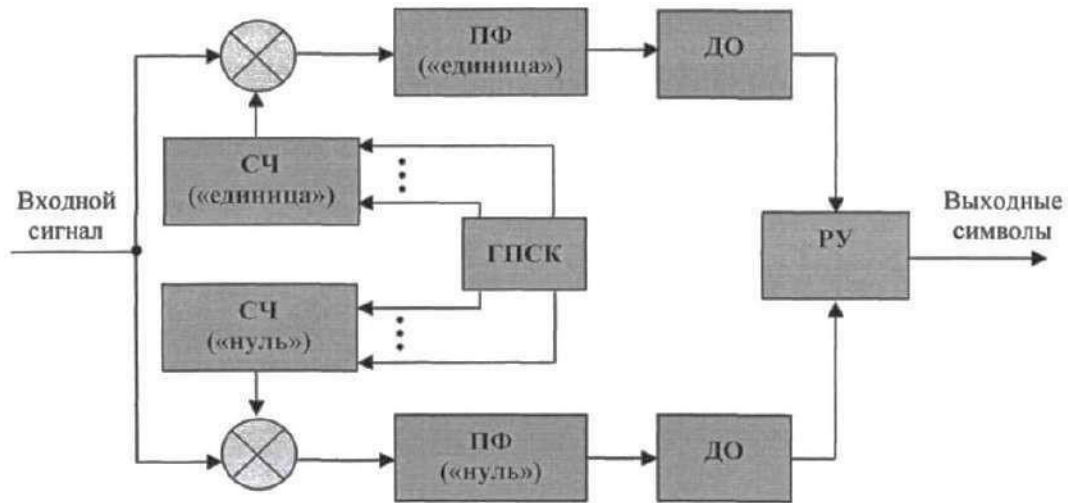 ПФ
(«единица»)
ДО
СЧ
(«единица»)
Входной
сигнал
ГПСК
РУ
Выходные
символы
СЧ
(«нуль»)
ПФ
(«нуль»)
ДО